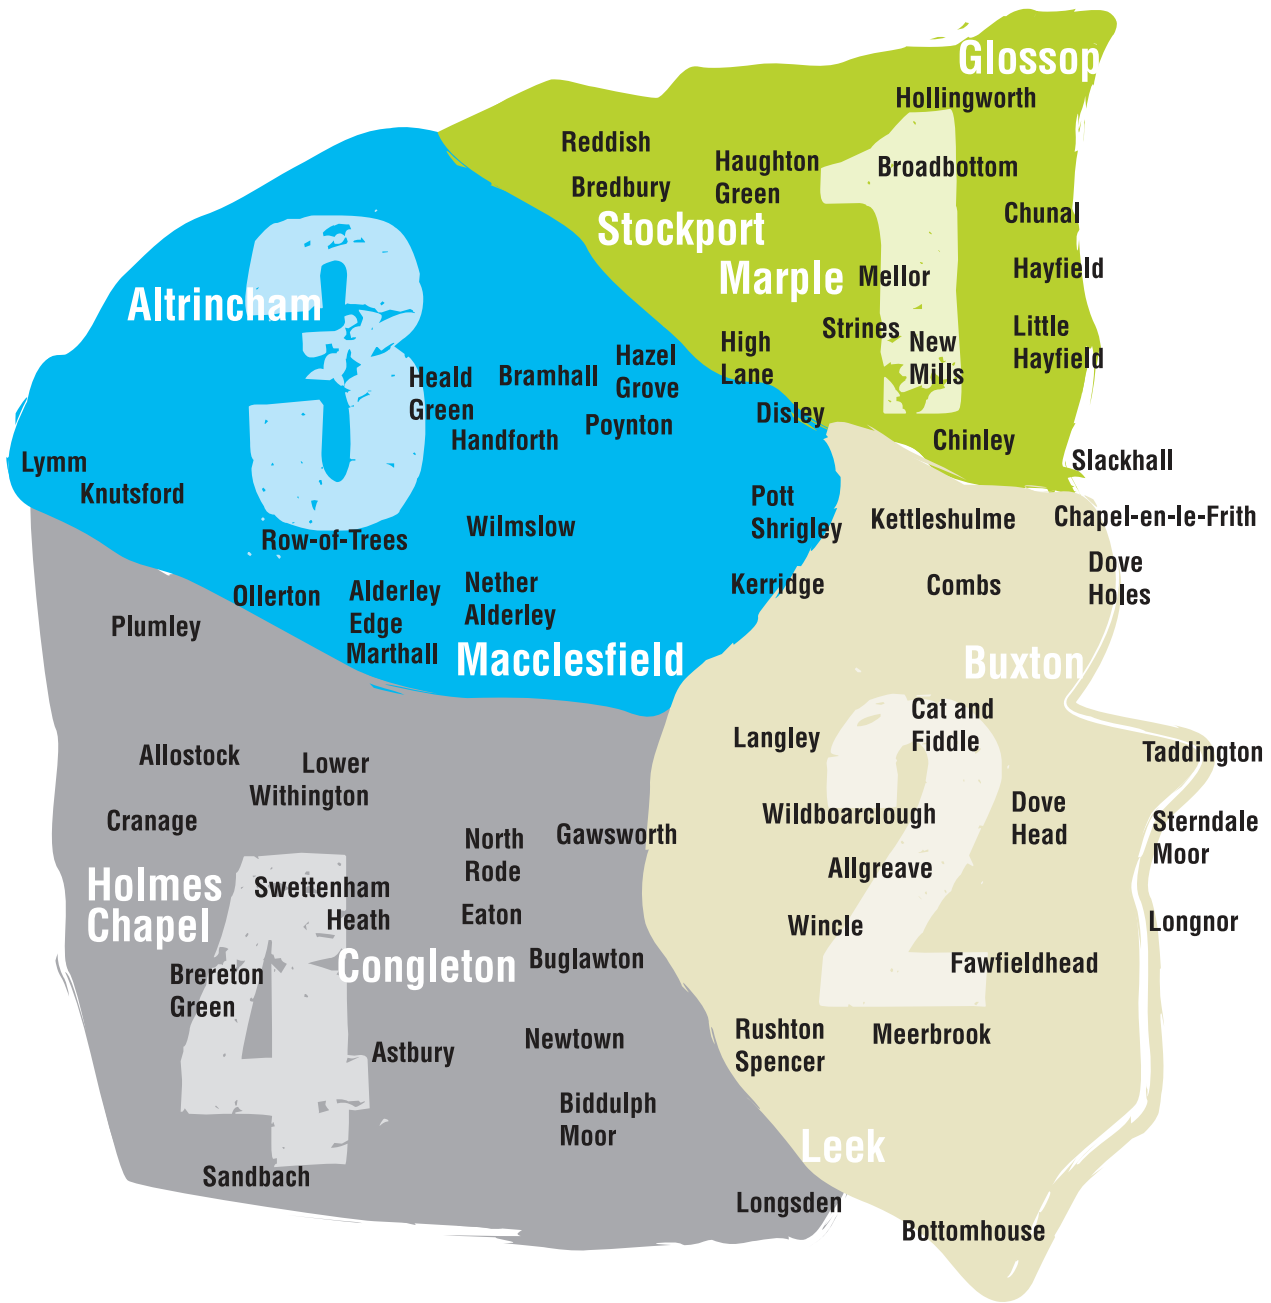 Glossop
Hollingworth
Reddish
Haughton
Green
Broadbottom
Bredbury
Chunal
Stockport
Marple
Mellor
Hayfield
Strines
Little
Hayfield
High
Lane
New
Mills
1
Disley
Chinley
Slackhall
Altrincham
3
Heald
Green
Bramhall
Hazel
Grove
Handforth
Poynton
Lymm
Knutsford
Row-of-Trees
Wilmslow
Pott
Shrigley
Kerridge
Ollerton
Alderley
Edge
Nether
Alderley
Marthall
Macclesfield
Kettleshulme
Chapel-en-le-Frith
Combs
Dove
Holes
Buxton
Cat and
Fiddle
Langley
Taddington
2
Wildboarclough
Dove
Head
Sterndale
Moor
Allgreave
Wincle
Longnor
Fawfieldhead
Rushton
Spencer
Meerbrook
Leek
Bottomhouse
Plumley
Allostock
Lower
Withington
Cranage
North
Rode
Gawsworth
Holmes
Chapel
4
Swettenham
Heath
Eaton
Congleton
Buglawton
Brereton
Green
Astbury
Newtown
Biddulph
Moor
Sandbach
Longsden